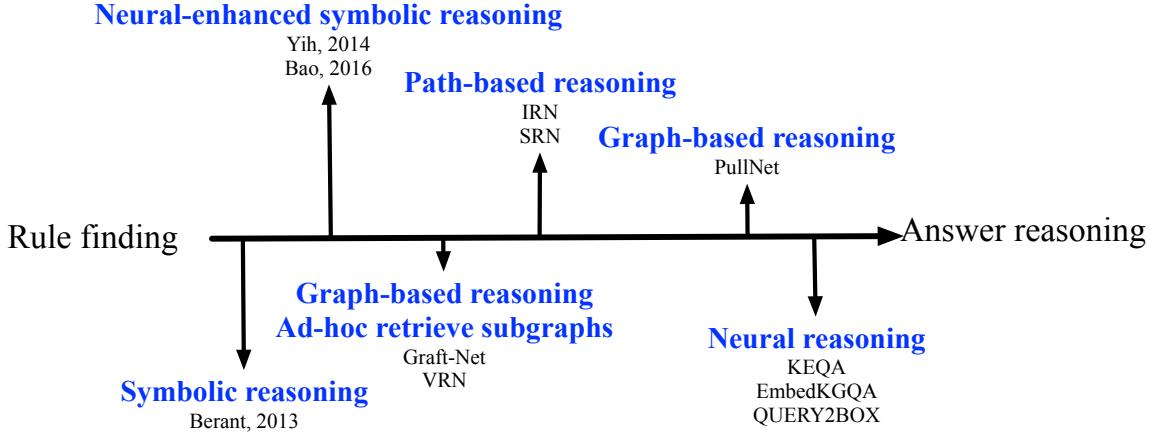 Neural-enhanced symbolic reasoning
Yih, 2014
Bao, 2016
Path-based reasoning
IRN
SRN
Graph-based reasoning
PullNet
Rule finding
Answer reasoning
Graph-based reasoning
Ad-hoc retrieve subgraphs
Graft-Net
VRN
Neural reasoning
KEQA
EmbedKGQA
QUERY2BOX
Symbolic reasoning
Berant, 2013